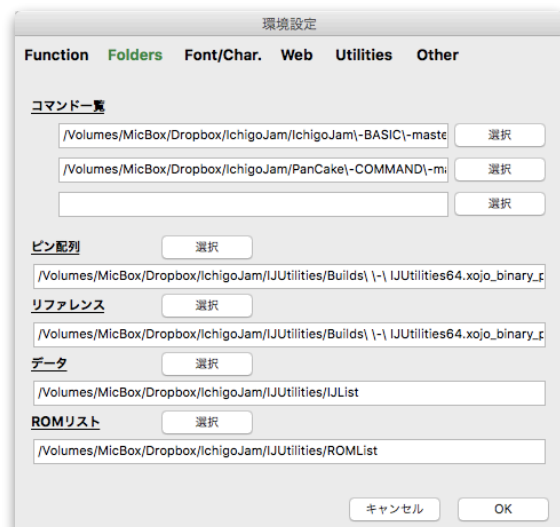 環境設定
Function Folders Font/Char. Web Utilities Other
コマンド一覧
/Volumes/MicBox/Dropbox/IchigoJam/IchigoJam\-BASIC\-maste 選択
/Volumes/MicBox/Dropbox/IchigoJam/PanCake\-COMMAND\-ma 選択
選択
ピン配列 選択
/Volumes/MicBox/Dropbox/IchigoJam/IJUtilities/Builds\ \-\ IJUtilities64.xojo_binary_p
リファレンス 選択
/Volumes/MicBox/Dropbox/IchigoJam/IJUtilities/Builds\ \-\ IJUtilities64.xojo_binary_p
データ 選択
/Volumes/MicBox/Dropbox/IchigoJam/IJUtilities/IJList
ROMリスト 選択
/Volumes/MicBox/Dropbox/IchigoJam/IJUtilities/ROMList
キャンセル OK